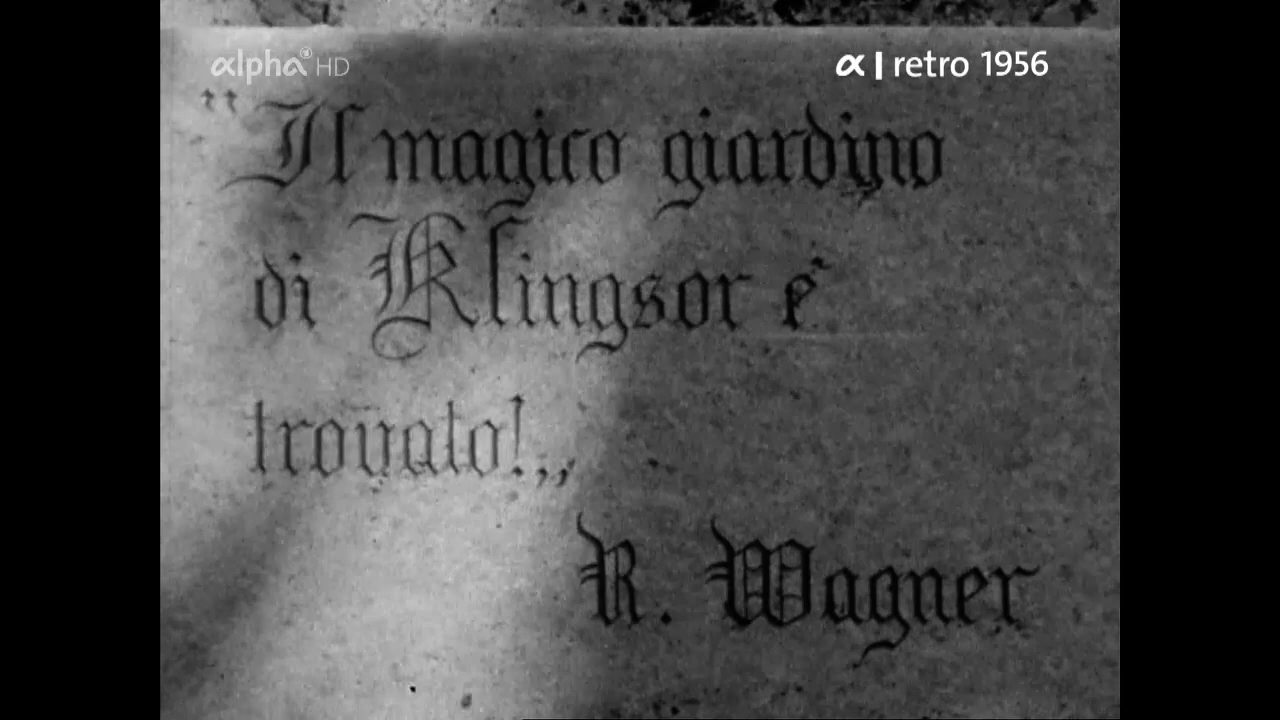 alpha HD
α | retro 1956
"Il magico giardino
di Klingsor è
trovato!„
R. Wagner